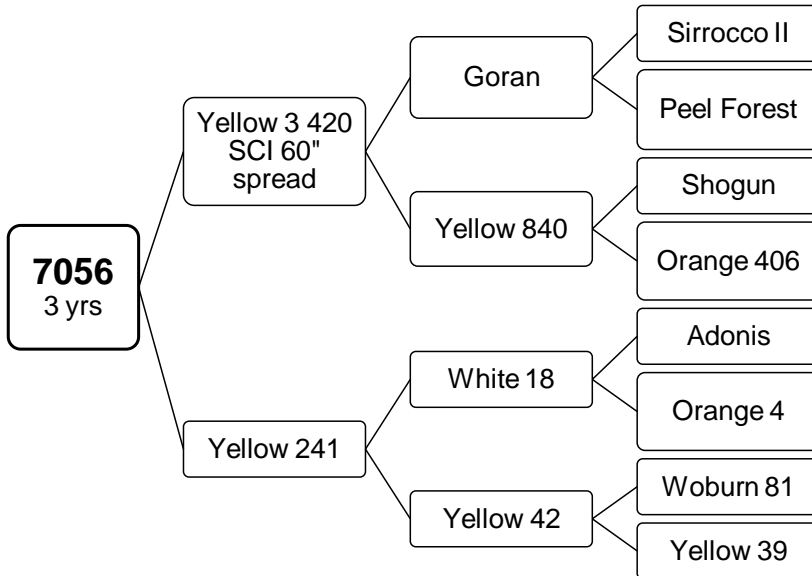 7056
3 yrs
Yellow 3 420
SCI 60"
spread
Yellow 241
Goran
Yellow 840
White 18
Yellow 42
Sirrocco II
Peel Forest
Shogun
Orange 406
Adonis
Orange 4
Woburn 81
Yellow 39